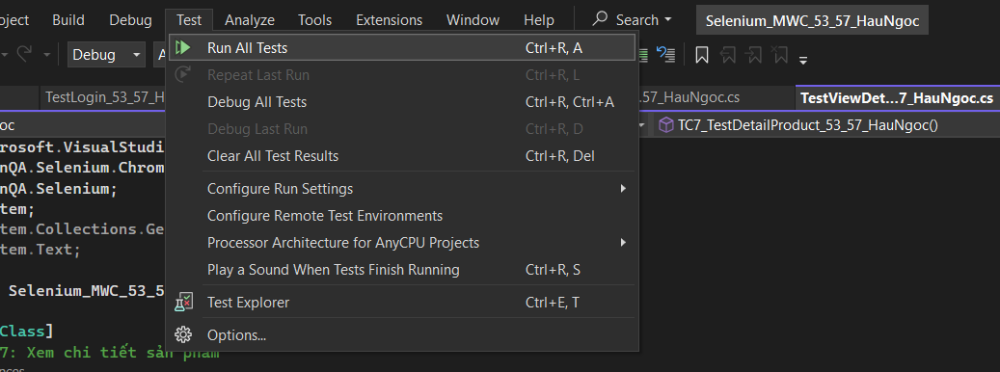 oject Build Debug Test Analyze Tools Extensions Window Help Search Selenium_MWC_53_57_HauNgoc
Debug A
TestLogin_53_57_H .57_HauNgoc.cs TestViewDet...7_HauNgoc.cs
oc TC7_TestDetailProduct_53_57_HauNgoc()
Run All Tests Ctrl+R, A
Repeat Last Run Ctrl+R, L
Debug All Tests Ctrl+R, Ctrl+A
Debug Last Run Ctrl+R, D
Clear All Test Results Ctrl+R, Del
Configure Run Settings
Configure Remote Test Environments
Processor Architecture for AnyCPU Projects
Play a Sound When Tests Finish Running Ctrl+R, S
Test Explorer Ctrl+E, T
Options...
rosoft.VisualStudi
nQA.Selenium.Chrom
nQA.Selenium;
tem;
tem.Collections.Ge
tem.Text;
Selenium_MWC_53_5
Class]
7: Xem chi tiết sản phẩm